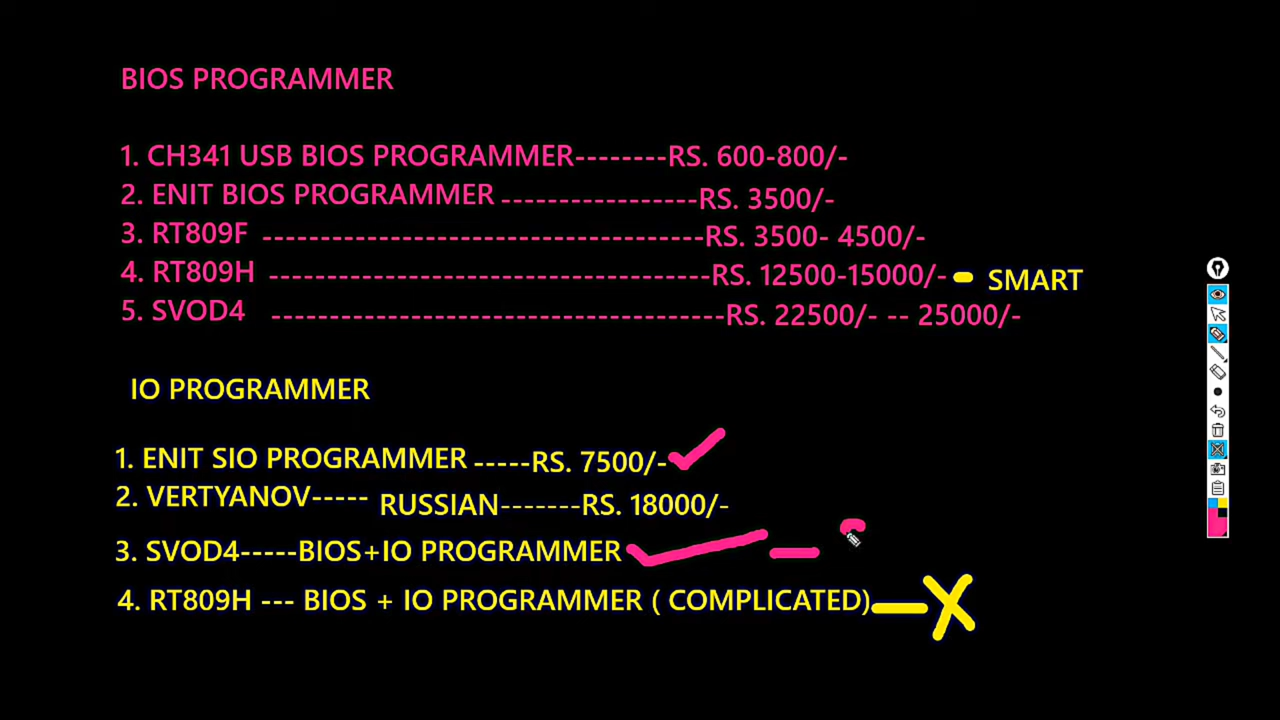 BIOS PROGRAMMER
1. CH341 USB BIOS PROGRAMMER--------RS. 600-800/-
2. ENIT BIOS PROGRAMMER -----------------RS. 3500/-
3. RT809F --------------------------------------RS. 3500- 4500/-
4. RT809H --------------------------------------RS. 12500-15000/- - SMART
5. SVOD4 ---------------------------------------RS. 22500/- -- 25000/-
IO PROGRAMMER
1. ENIT SIO PROGRAMMER -----RS. 7500/-
2. VERTYANOV----- RUSSIAN-------RS. 18000/-
3. SVOD4-----BIOS+IO PROGRAMMER
4. RT809H --- BIOS + IO PROGRAMMER ( COMPLICATED)